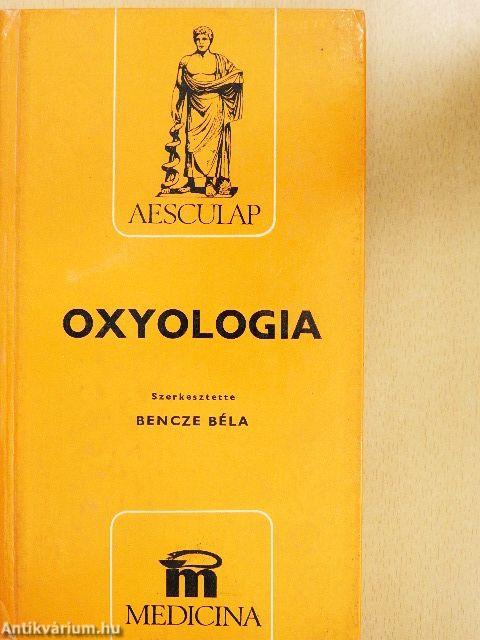 AESCULAP
OXYOLOGIA
Szerkesztette
BENCZE BÉLA
m
MEDICINA
Antikvárium.hu